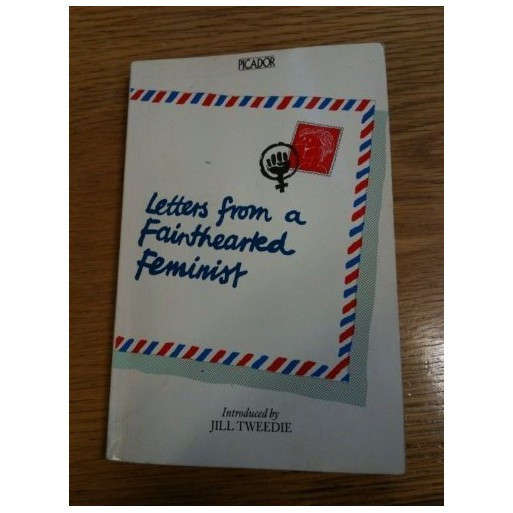 PICADOR
Letters from a
Fainthearted
Feminist
Introduced by
JILL TWEEDIE